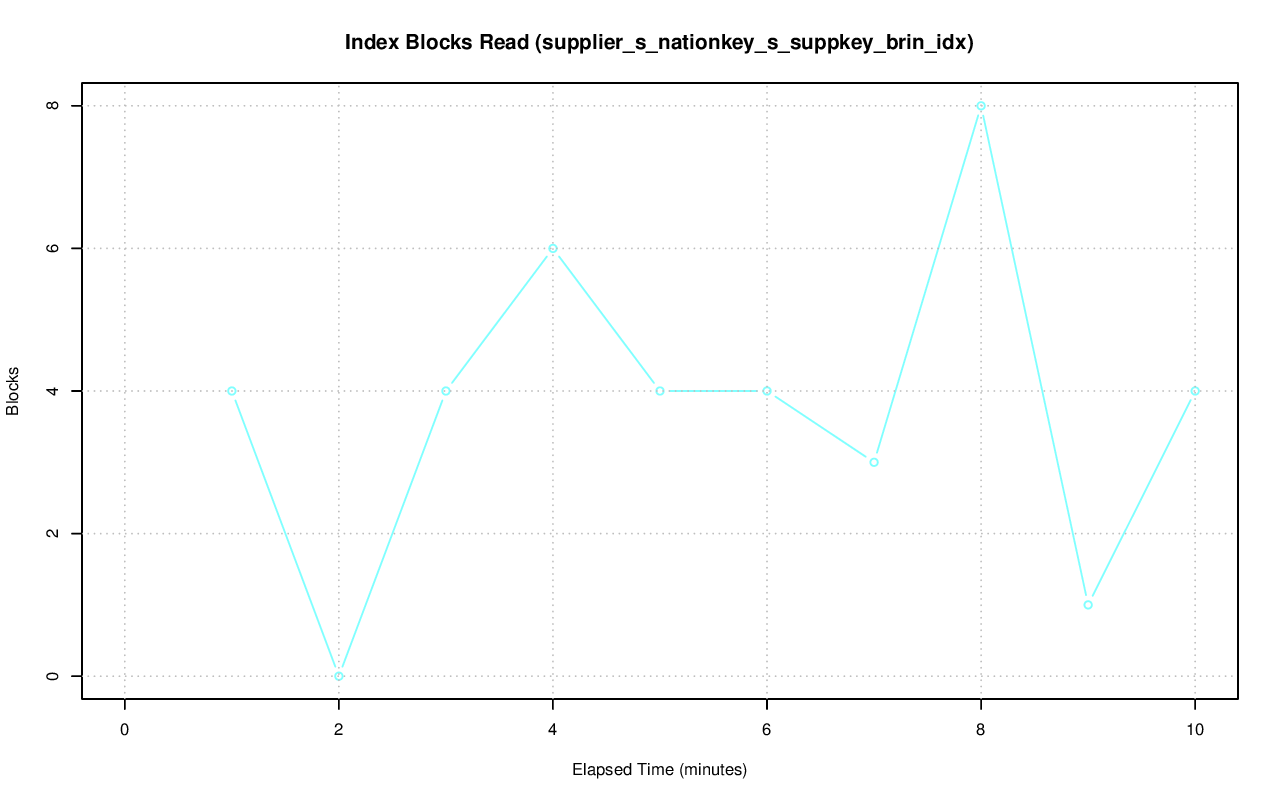 Index Blocks Read (supplier_s_nationkey_s_suppkey_brin_idx)
Blocks
8
6
4
2
0
0 2 4 6 8 10
Elapsed Time (minutes)